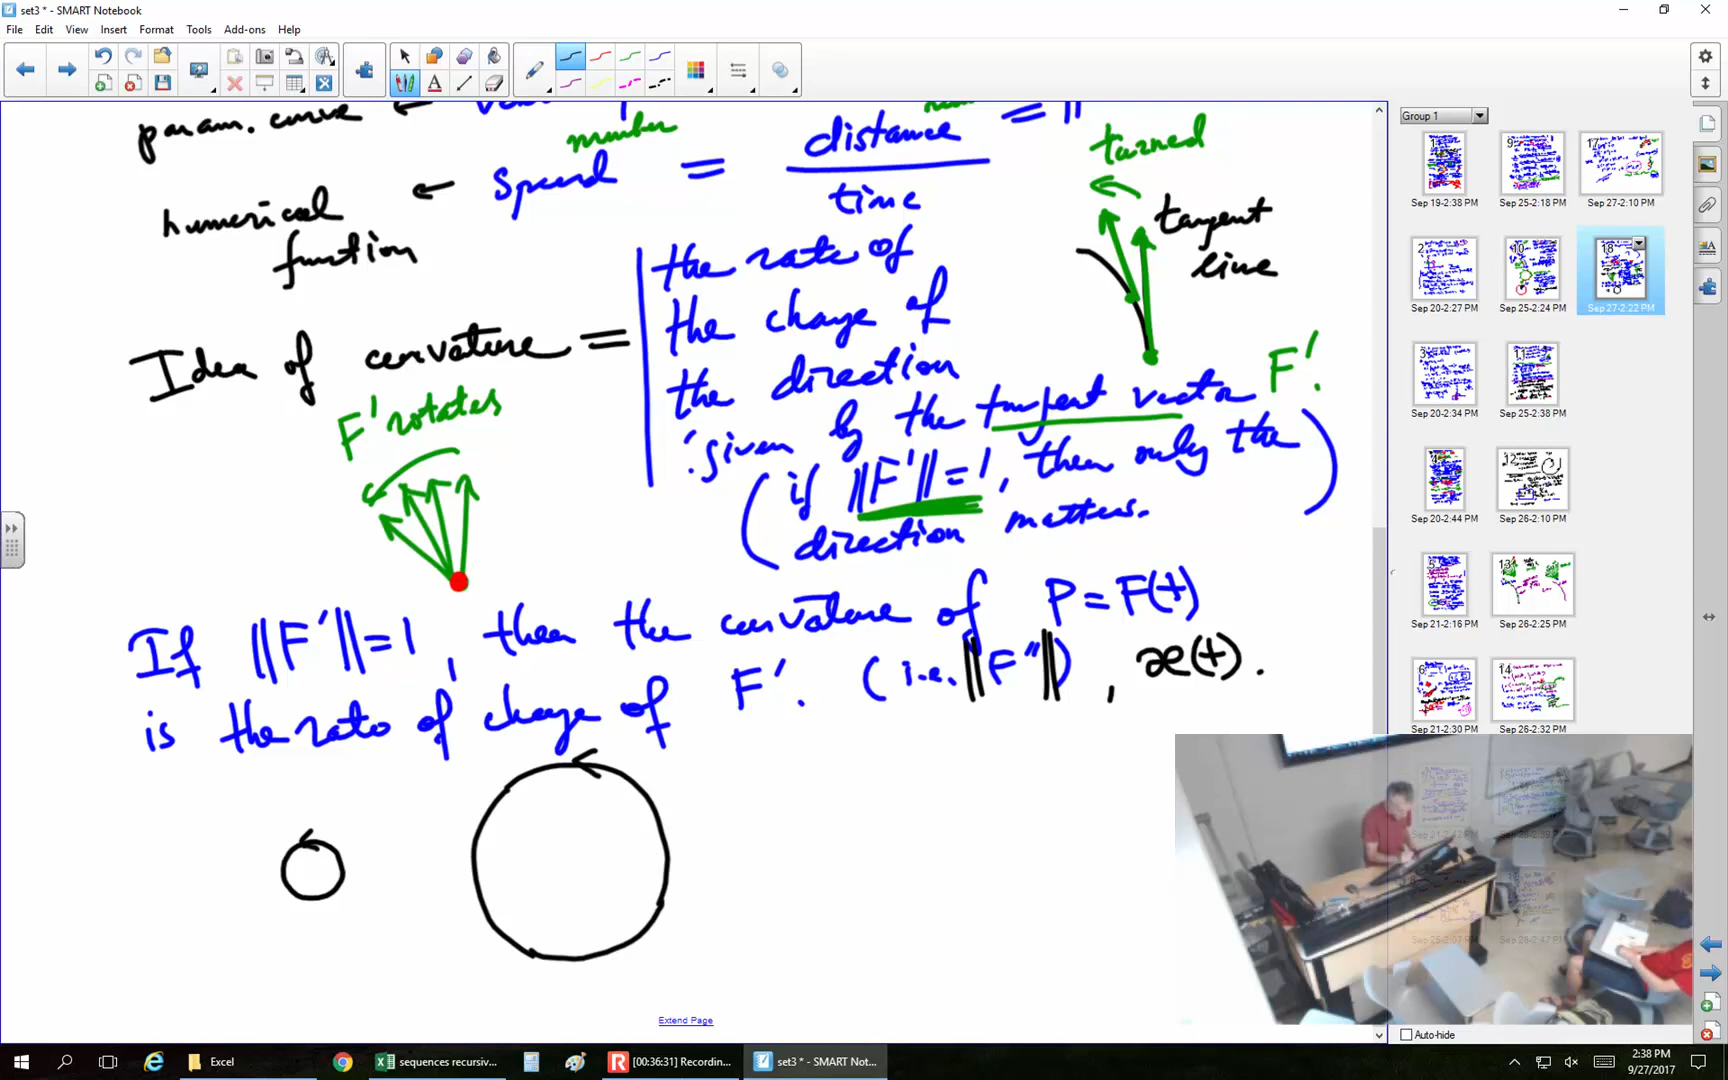 set3 * - SMART Notebook
File Edit View Insert Format Tools Add-ons Help
param. curve ←
number
distance
=
turned
numerical function ← speed = distance / time
tangent line
Idea of curvature = the rate of
the change of
the direction
given by the tangent vector F'.
(if ||F'||=1, then only the
direction matters.)
F' rotates
If ||F'||=1, then the curvature of P=F(t)
is the rate of change of F'. (i.e. ||F''||), æ(t).
Extend Page
Group 1
Sep 19-2:38 PM
Sep 25-2:18 PM
Sep 27-2:10 PM
Sep 20-2:27 PM
Sep 25-2:24 PM
Sep 27-2:22 PM
Sep 20-2:34 PM
Sep 25-2:38 PM
Sep 20-2:44 PM
Sep 26-2:10 PM
Sep 21-2:16 PM
Sep 26-2:25 PM
Sep 21-2:30 PM
Sep 26-2:32 PM
Auto-hide
Excel
sequences recursiv...
[00:36:31] Recordin...
set3 * - SMART Not...
2:38 PM
9/27/2017